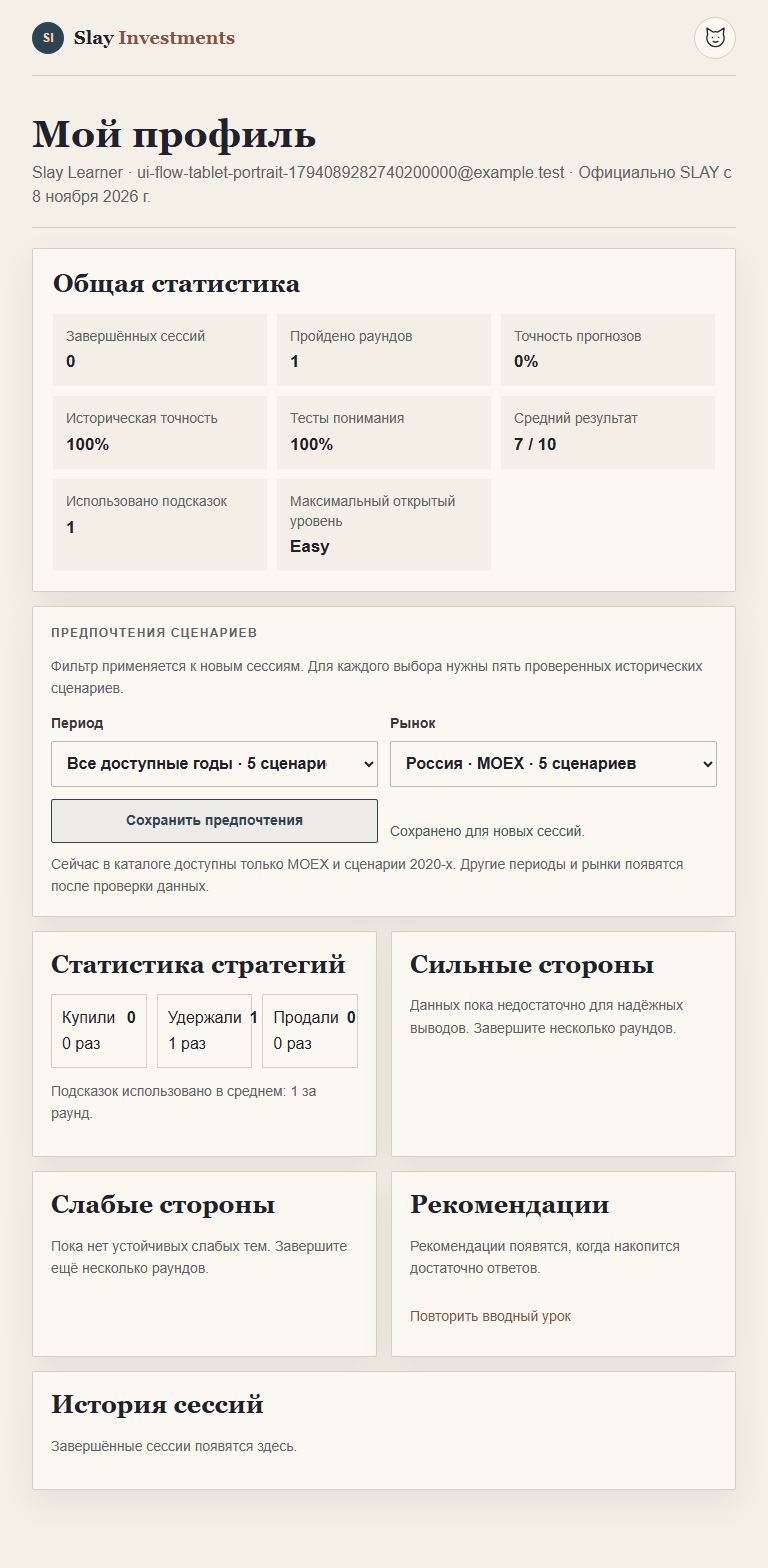 SI Slay Investments
Мой профиль
Slay Learner · ui-flow-tablet-portrait-1794089282740200000@example.test · Официально SLAY с
8 ноября 2026 г.
Общая статистика
Завершённых сессий
0
Пройдено раундов
1
Точность прогнозов
0%
Историческая точность
100%
Тесты понимания
100%
Средний результат
7 / 10
Использовано подсказок
1
Максимальный открытый
уровень
Easy
ПРЕДПОЧТЕНИЯ СЦЕНАРИЕВ
Фильтр применяется к новым сессиям. Для каждого выбора нужны пять проверенных исторических
сценариев.
Период
Все доступные годы · 5 сценари
Рынок
Россия · MOEX · 5 сценариев
Сохранить предпочтения
Сохранено для новых сессий.
Сейчас в каталоге доступны только MOEX и сценарии 2020-х. Другие периоды и рынки появятся
после проверки данных.
Статистика стратегий
Купили 0
0 раз
Удержали 1
1 раз
Продали 0
0 раз
Подсказок использовано в среднем: 1 за
раунд.
Сильные стороны
Данных пока недостаточно для надёжных
выводов. Завершите несколько раундов.
Слабые стороны
Пока нет устойчивых слабых тем. Завершите
ещё несколько раундов.
Рекомендации
Рекомендации появятся, когда накопится
достаточно ответов.
Повторить вводный урок
История сессий
Завершённые сессии появятся здесь.